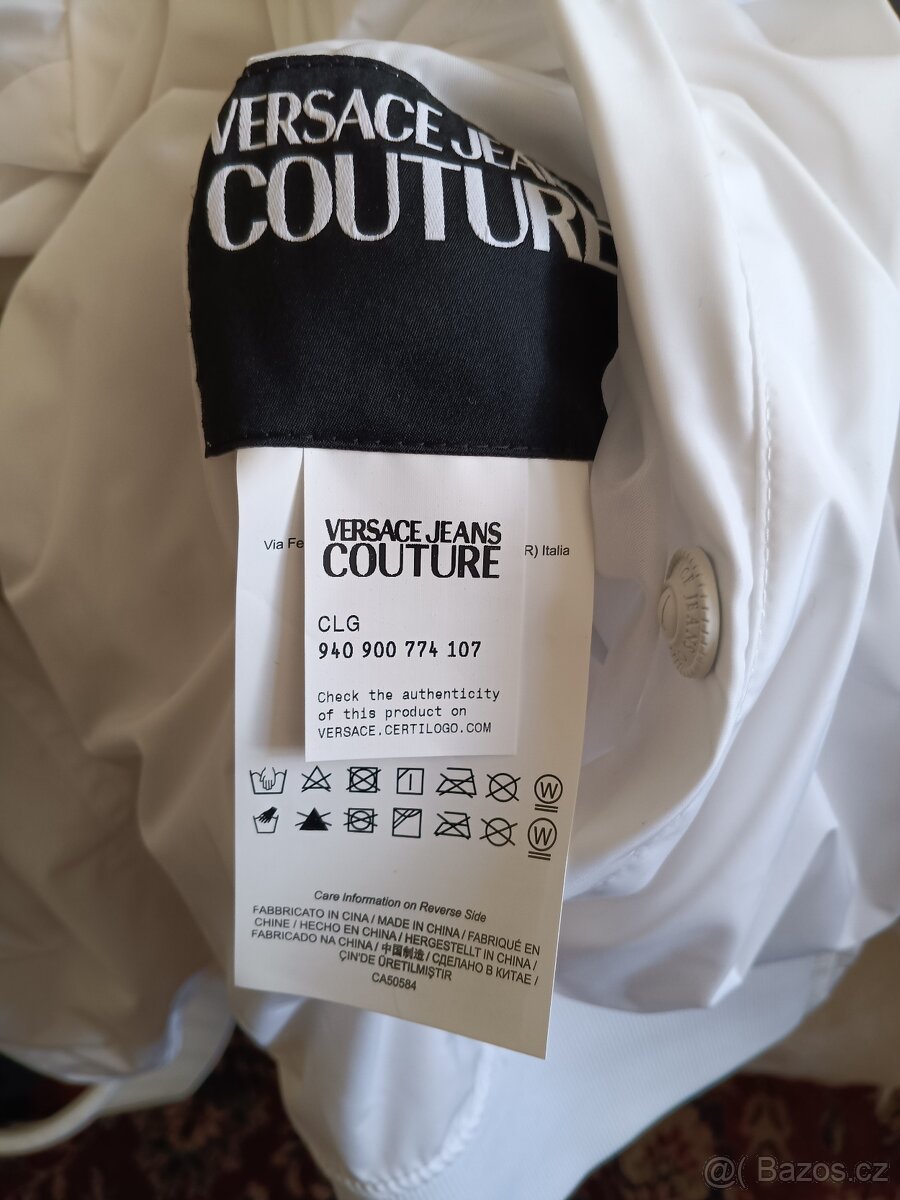 VERSACE JEANS
COUTURE
Via Fe
R) Italia
VERSACE JEANS
COUTURE
CLG
940 900 774 107
Check the authenticity
of this product on
VERSACE.CERTILOGO.COM
W
W
Care Information on Reverse Side
FABBRICATO IN CINA / MADE IN CHINA / FABRIQUÉ EN
CHINE / HECHO EN CHINA / HERGESTELLT IN CHINA /
FABRICADO NA CHINA / 中国制造 / СДЕЛАНО В КИТАЕ /
ÇIN'DE ÜRETILMIŞTIR
CA50584
@( Bazos.cz